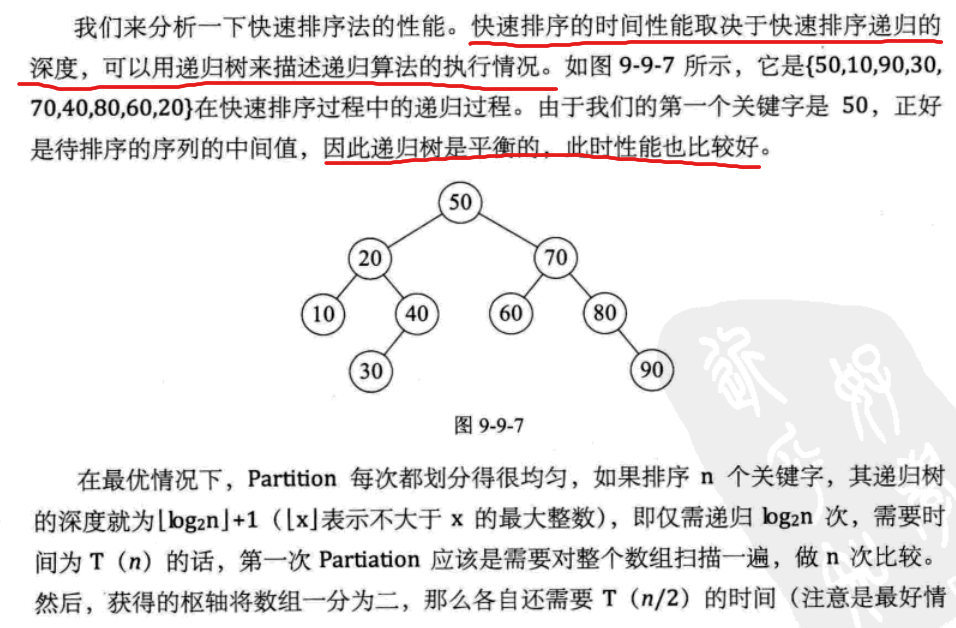 我们来分析一下快速排序法的性能。快速排序的时间性能取决于快速排序递归的
深度，可以用递归树来描述递归算法的执行情况。如图 9-9-7 所示，它是{50,10,90,30,
70,40,80,60,20}在快速排序过程中的递归过程。由于我们的第一个关键字是 50，正好
是待排序的序列的中间值，因此递归树是平衡的，此时性能也比较好。
50
20
70
10
40
60
80
30
90
图 9-9-7
在最优情况下，Partition 每次都划分得很均匀，如果排序 n 个关键字，其递归树
的深度就为⌊log₂n⌋+1（⌊x⌋表示不大于 x 的最大整数），即仅需递归 log₂n 次，需要时
间为 T（n）的话，第一次 Partiation 应该是需要对整个数组扫描一遍，做 n 次比较。
然后，获得的枢轴将数组一分为二，那么各自还需要 T（n/2）的时间（注意是最好情